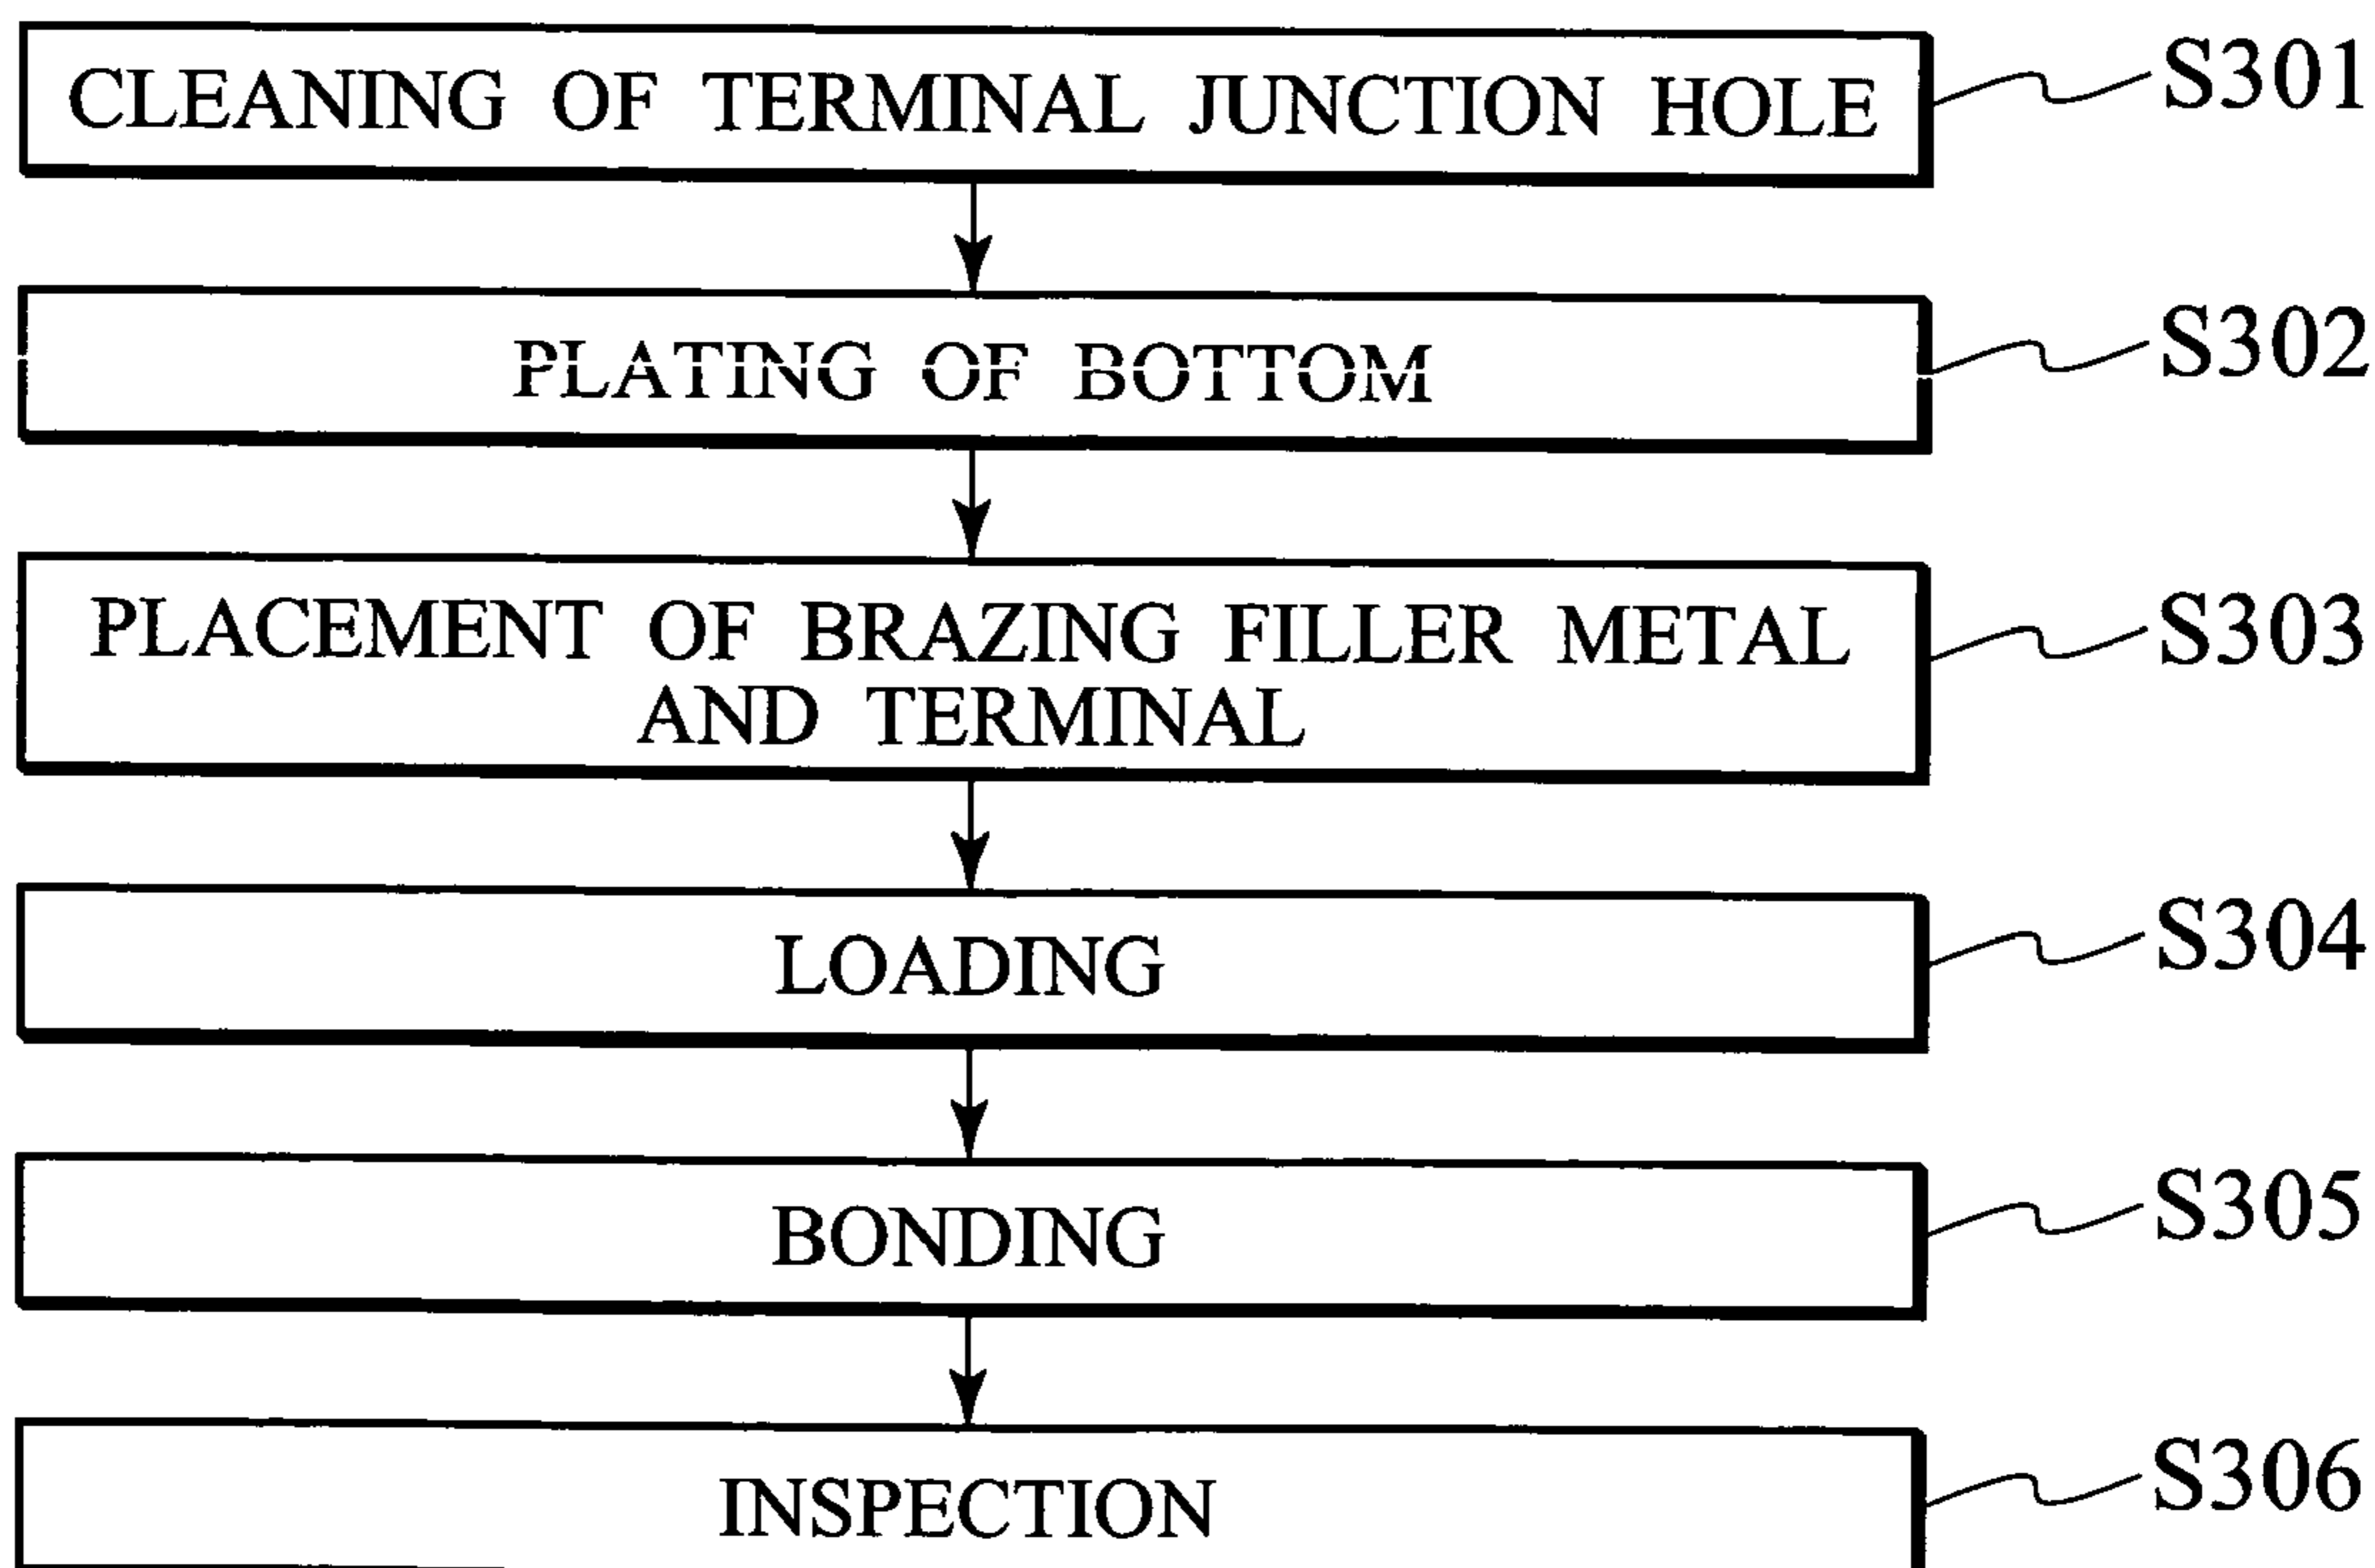 CLEANING OF TERMINAL JUNCTION HOLE
S301
PLATING OF BOTTOM
S302
PLACEMENT OF BRAZING FILLER METAL
AND TERMINAL
S303
LOADING
S304
BONDING
S305
INSPECTION
S306